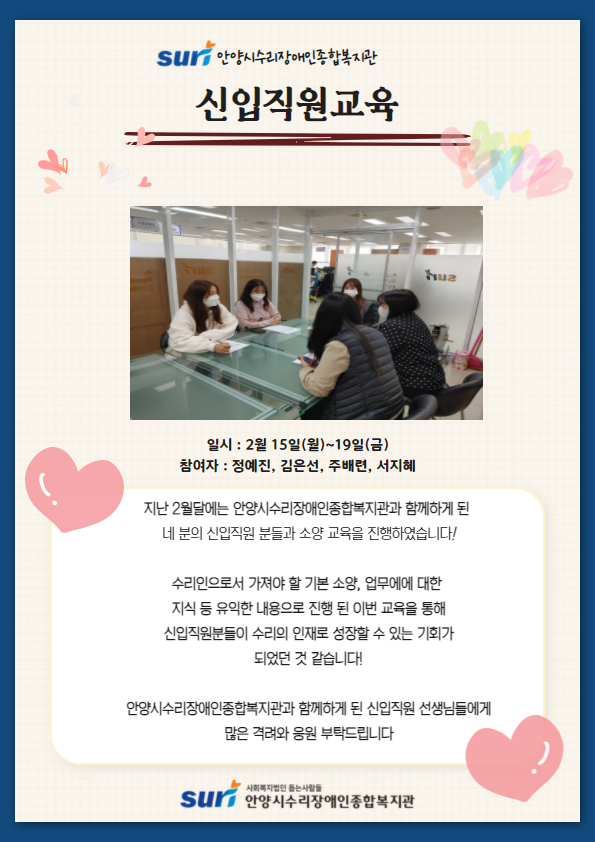 suri 안양시수리장애인종합복지관
신입직원교육
suri
일시 : 2월 15일(월)~19일(금)
참여자 : 정예진, 김은선, 주배련, 서지혜
지난 2월달에는 안양시수리장애인종합복지관과 함께하게 된
네 분의 신입직원 분들과 소양 교육을 진행하였습니다!
수리인으로서 가져야 할 기본 소양, 업무에에 대한
지식 등 유익한 내용으로 진행 된 이번 교육을 통해
신입직원분들이 수리의 인재로 성장할 수 있는 기회가
되었던 것 같습니다!
안양시수리장애인종합복지관과 함께하게 된 신입직원 선생님들에게
많은 격려와 응원 부탁드립니다
사회복지법인 돕는사람들
suri 안양시수리장애인종합복지관